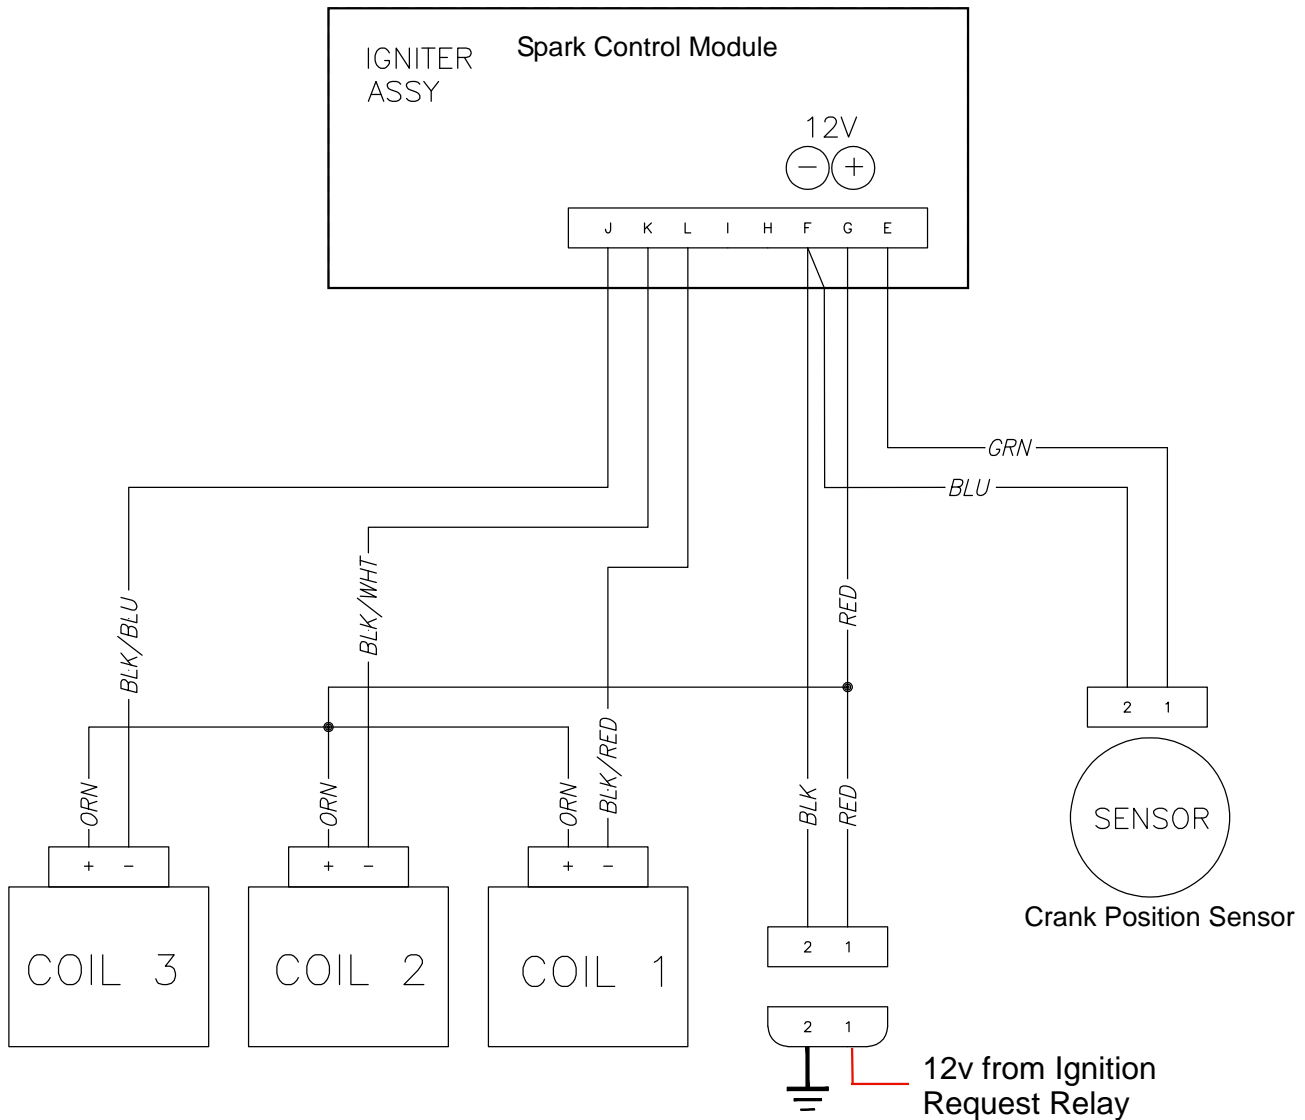 IGNITER
ASSY
Spark Control Module
12V
- +
J K L I H F G E
GRN
BLU
BLK/BLU
BLK/WHT
RED
BLK/RED
ORN
ORN
ORN
BLK
RED
2 1
SENSOR
Crank Position Sensor
+ -
+ -
+ -
COIL 3
COIL 2
COIL 1
2 1
2 1
12v from Ignition
Request Relay